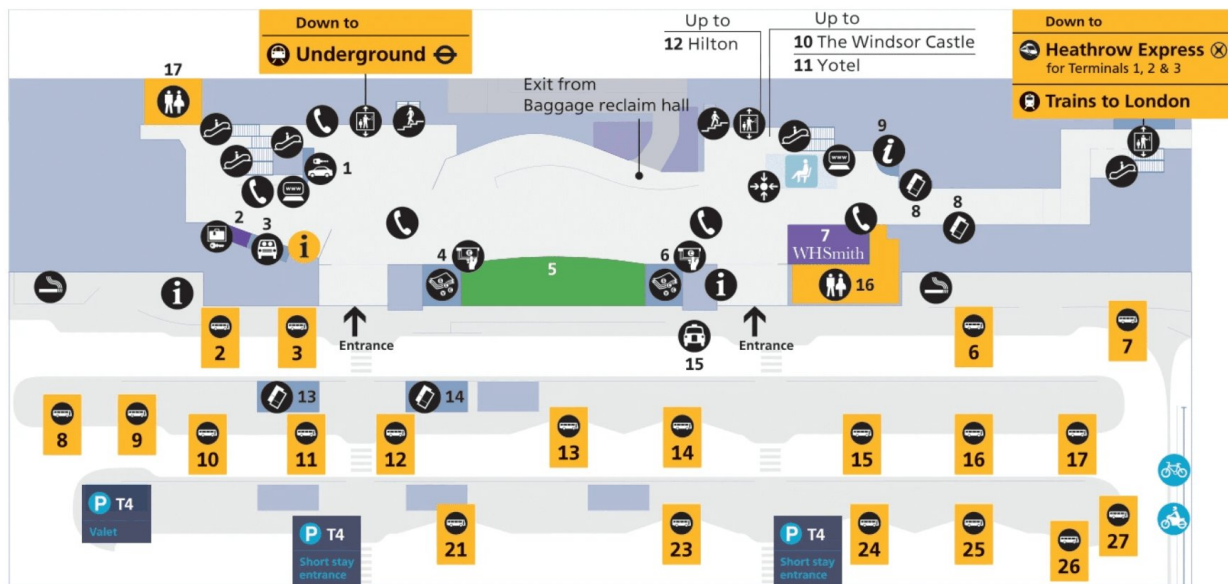 Down to
Underground
Up to
12 Hilton
Up to
10 The Windsor Castle
11 Yotel
Down to
Heathrow Express
for Terminals 1, 2 & 3
Trains to London
17
Exit from
Baggage reclaim hall
9
1
www
www
8
8
2
3
i
4
5
6
7
WHSmith
16
i
i
i
2
3
Entrance
15
Entrance
6
7
13
14
8
9
10
11
12
13
14
15
16
17
P T4
Valet
P T4
Short stay
entrance
21
23
P T4
Short stay
entrance
24
25
26
27